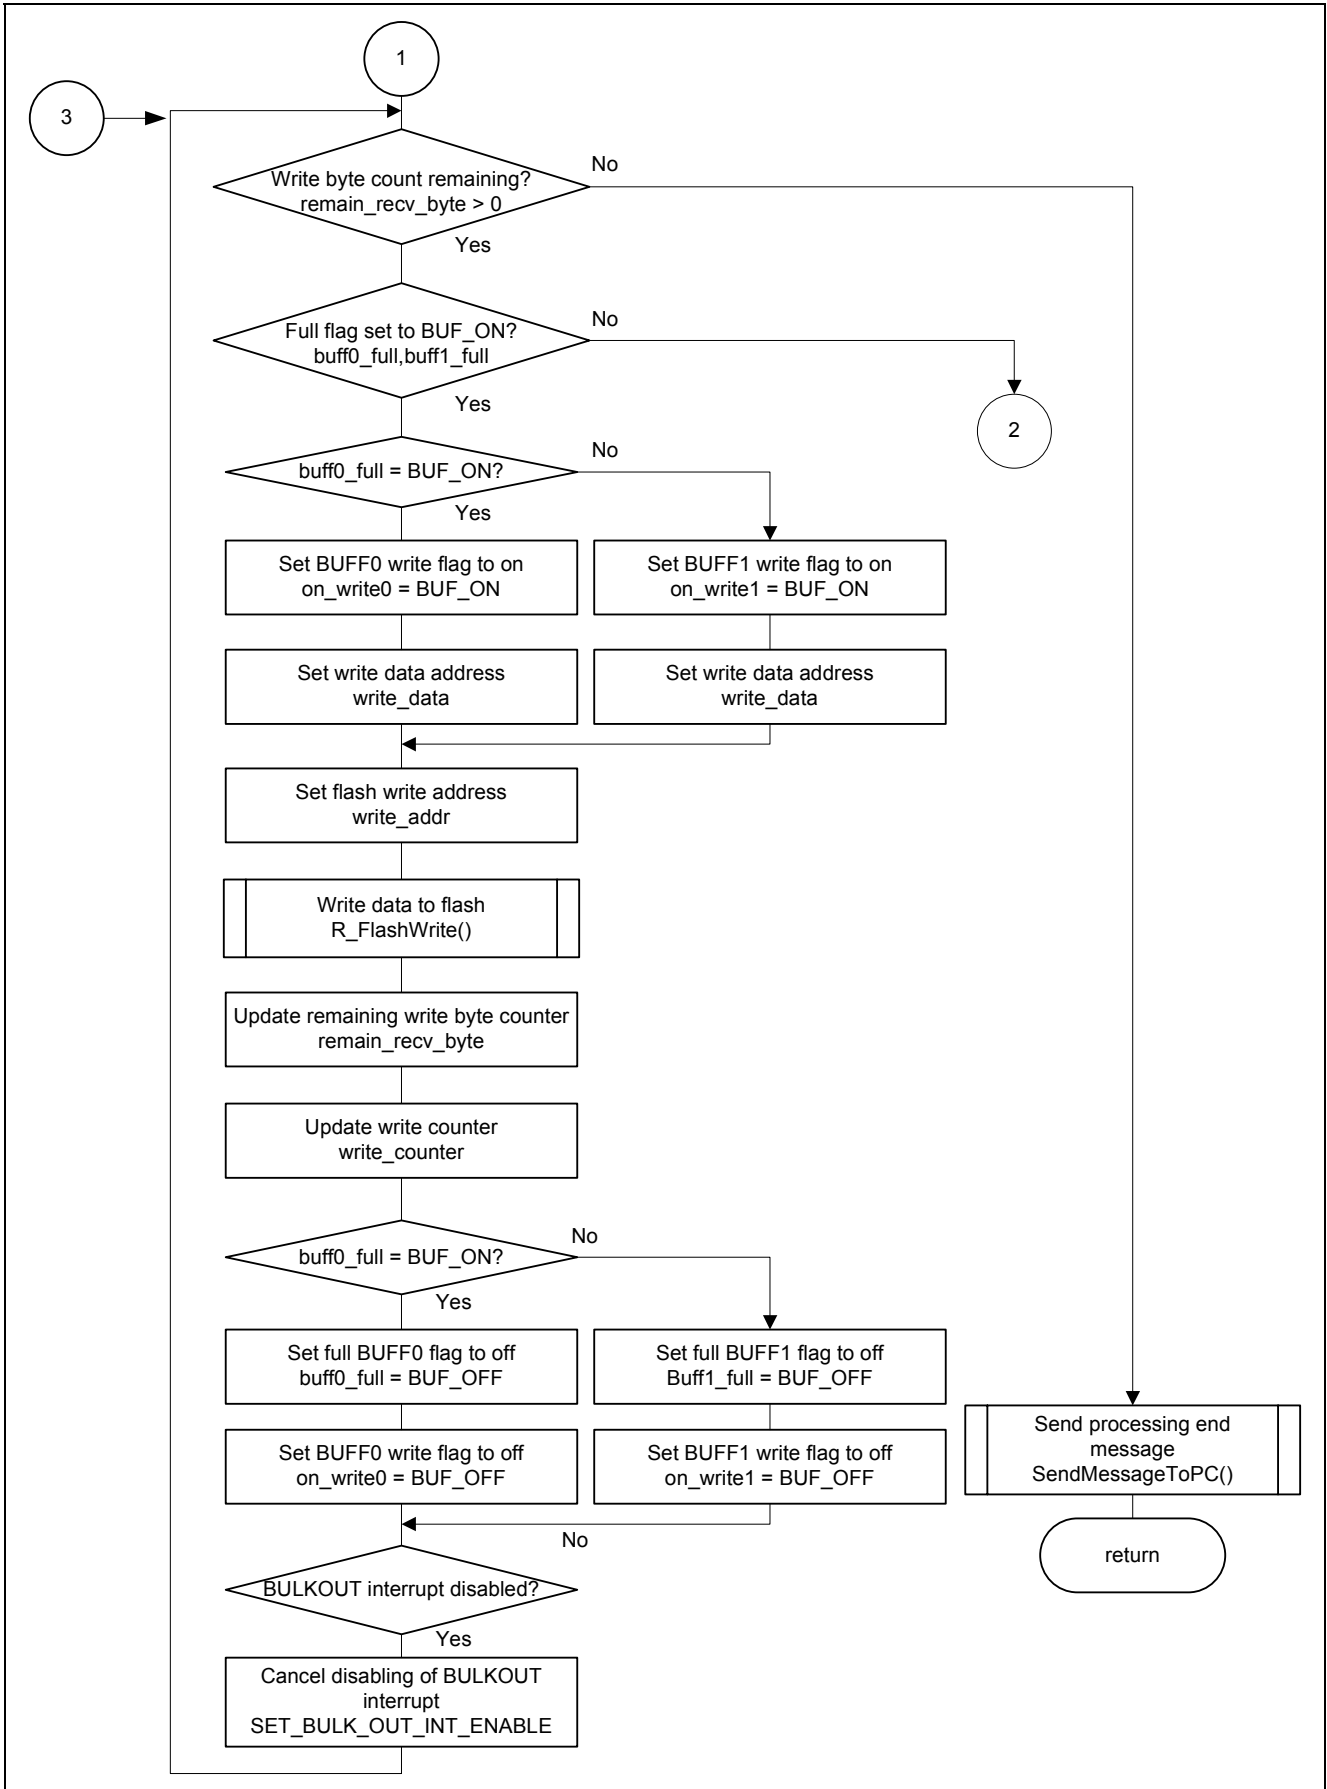 1
3
No
Write byte count remaining?
remain_recv_byte > 0
Yes
No
Full flag set to BUF_ON?
buff0_full,buff1_full
Yes
2
No
buff0_full = BUF_ON?
Yes
Set BUFF0 write flag to on
on_write0 = BUF_ON
Set BUFF1 write flag to on
on_write1 = BUF_ON
Set write data address
write_data
Set write data address
write_data
Set flash write address
write_addr
Write data to flash
R_FlashWrite()
Update remaining write byte counter
remain_recv_byte
Update write counter
write_counter
No
buff0_full = BUF_ON?
Yes
Set full BUFF0 flag to off
buff0_full = BUF_OFF
Set full BUFF1 flag to off
Buff1_full = BUF_OFF
Set BUFF0 write flag to off
on_write0 = BUF_OFF
Set BUFF1 write flag to off
on_write1 = BUF_OFF
Send processing end
message
SendMessageToPC()
No
return
BULKOUT interrupt disabled?
Yes
Cancel disabling of BULKOUT
interrupt
SET_BULK_OUT_INT_ENABLE